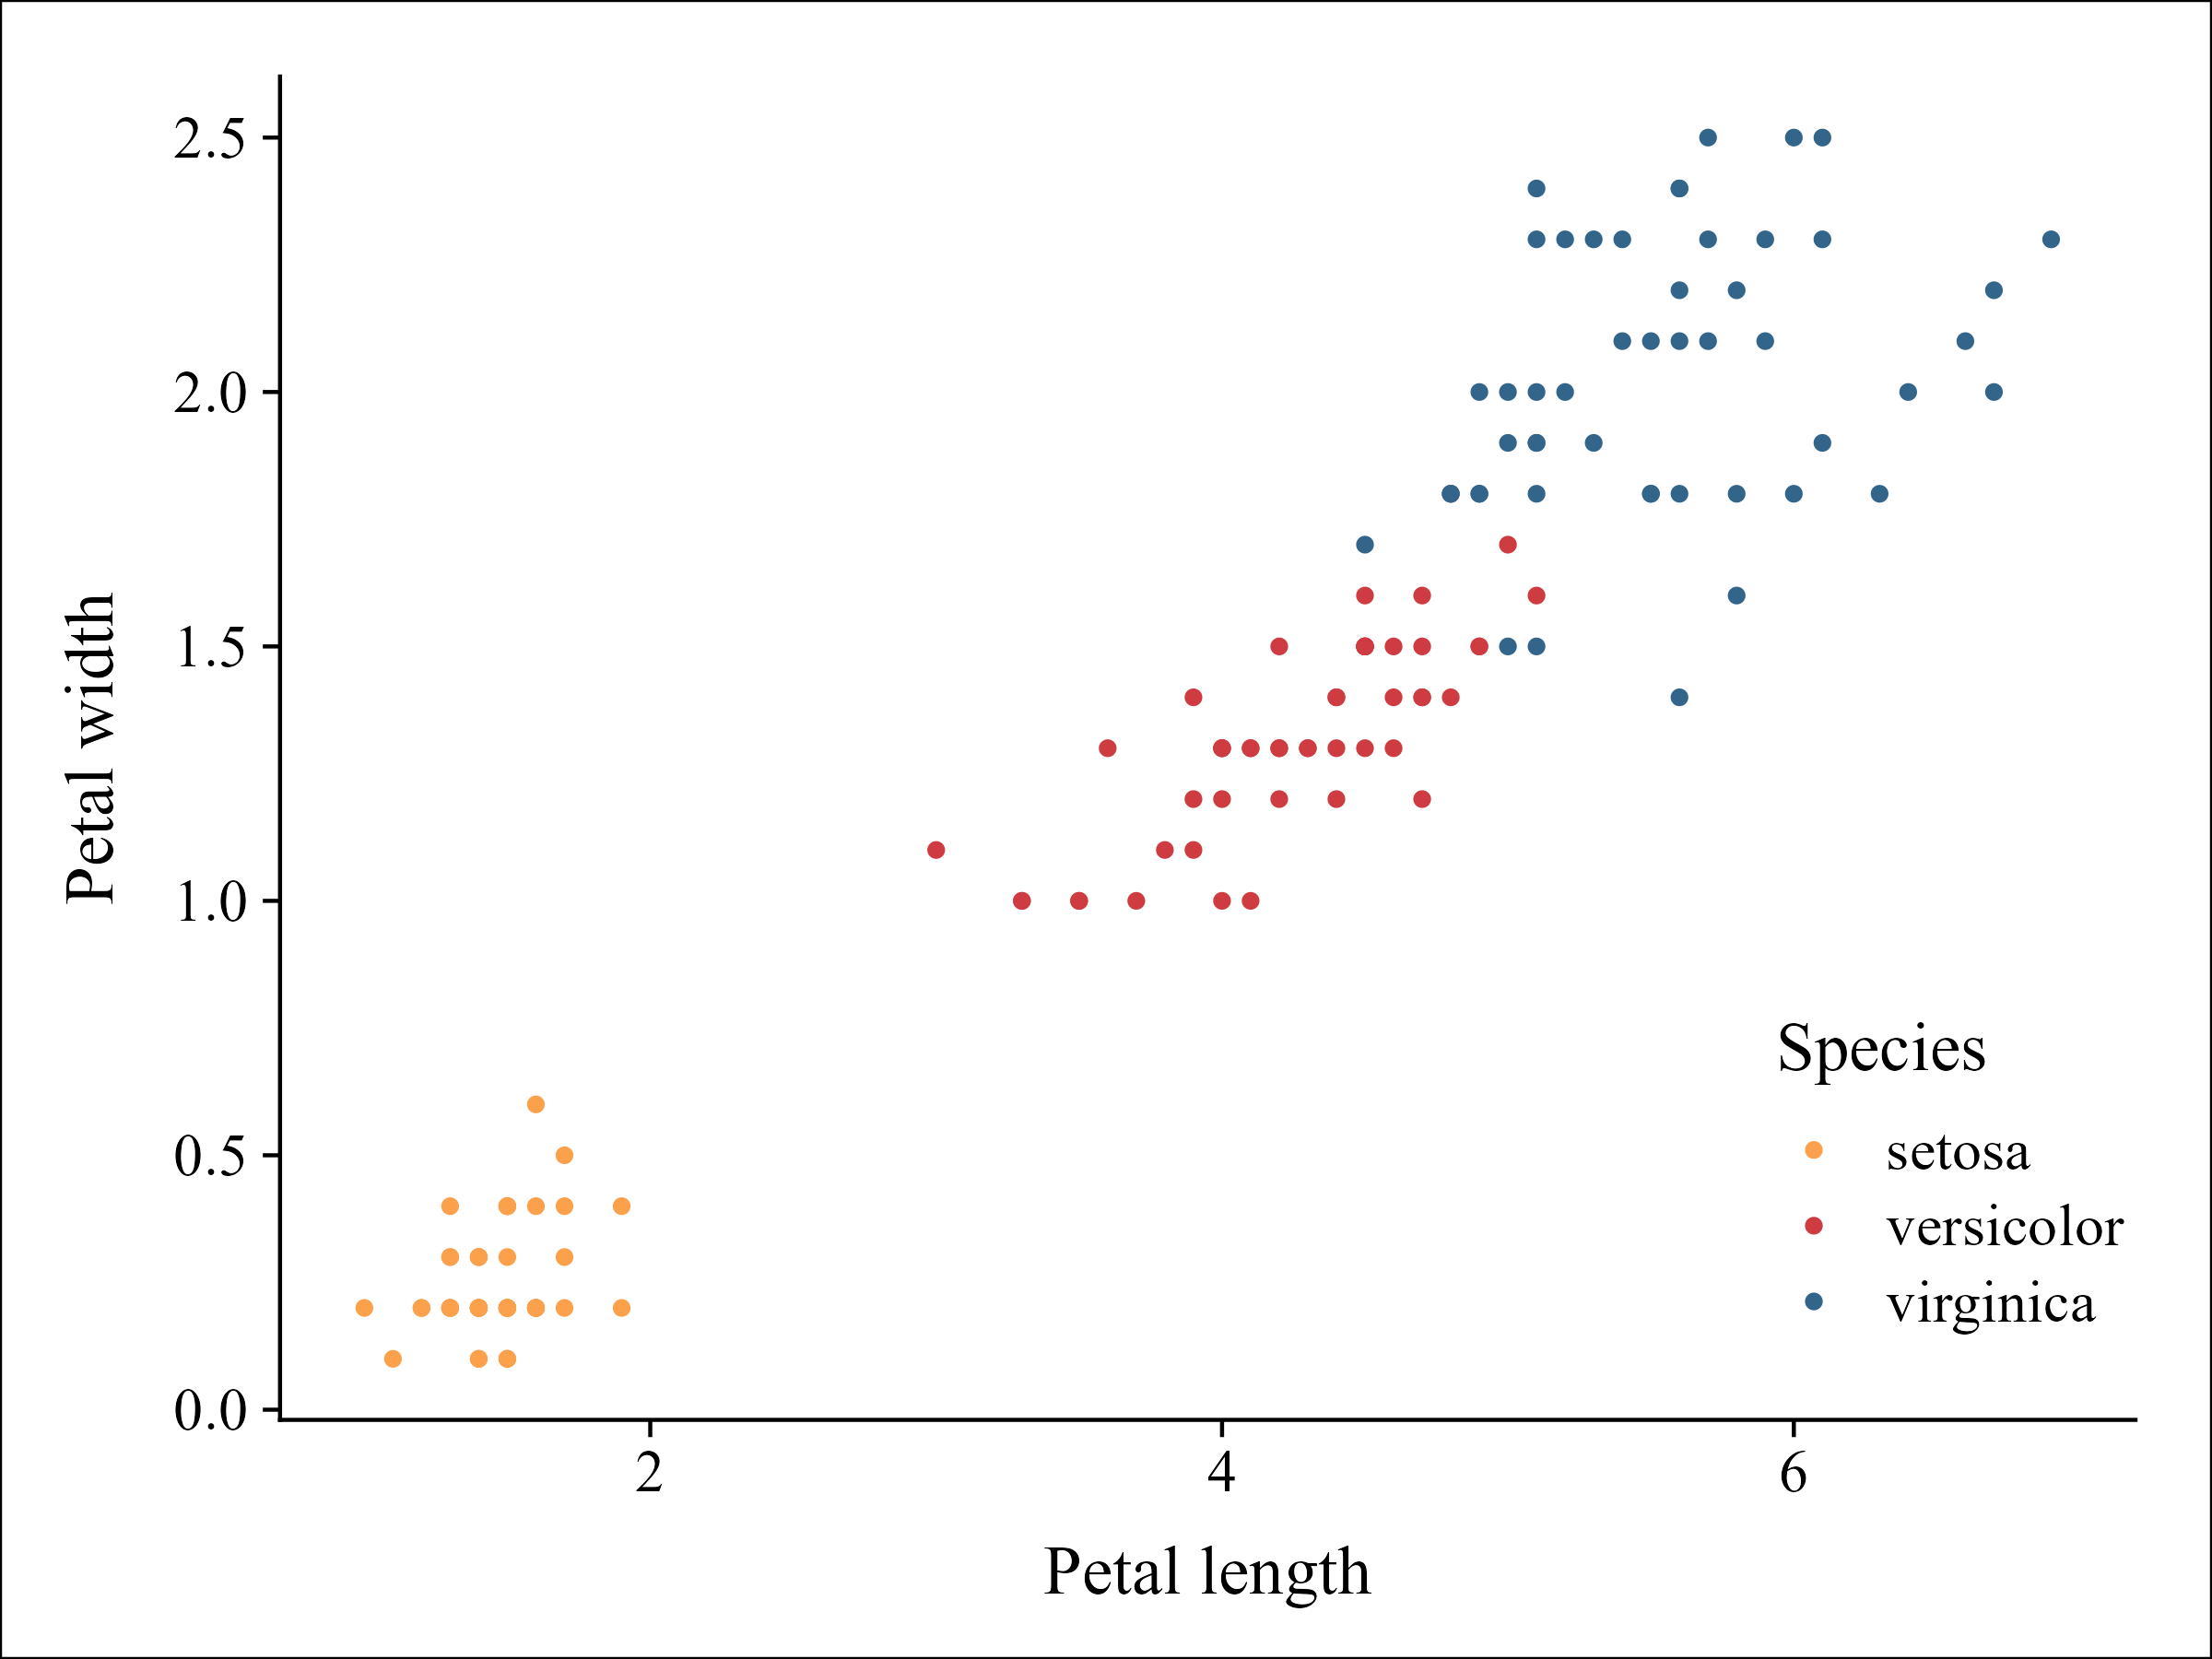 2.5
2.0
1.5
1.0
0.5
0.0
Petal width
2 4 6
Petal length
Species
setosa
versicolor
virginica